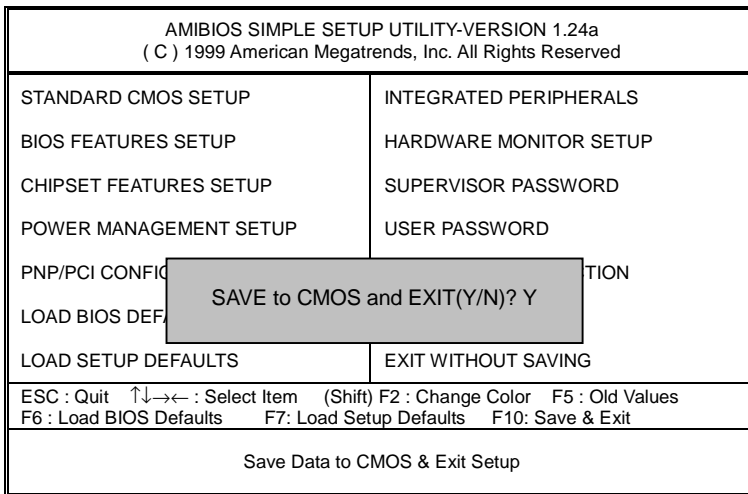 AMIBIOS SIMPLE SETUP UTILITY-VERSION 1.24a
( C ) 1999 American Megatrends, Inc. All Rights Reserved
STANDARD CMOS SETUP
INTEGRATED PERIPHERALS
BIOS FEATURES SETUP
HARDWARE MONITOR SETUP
CHIPSET FEATURES SETUP
SUPERVISOR PASSWORD
POWER MANAGEMENT SETUP
USER PASSWORD
PNP/PCI
SAVE to CMOS and EXIT(Y/N)? Y
LOAD BIOS
LOAD SETUP DEFAULTS
EXIT WITHOUT SAVING
ESC : Quit ↑↓→← : Select Item (Shift) F2 : Change Color F5 : Old Values
F6 : Load BIOS Defaults F7: Load Setup Defaults F10: Save & Exit
Save Data to CMOS & Exit Setup